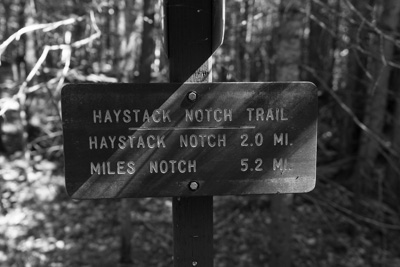 HAYSTACK NOTCH TRAIL
HAYSTACK NOTCH 2.0 MI.
MILES NOTCH 5.2 MI.